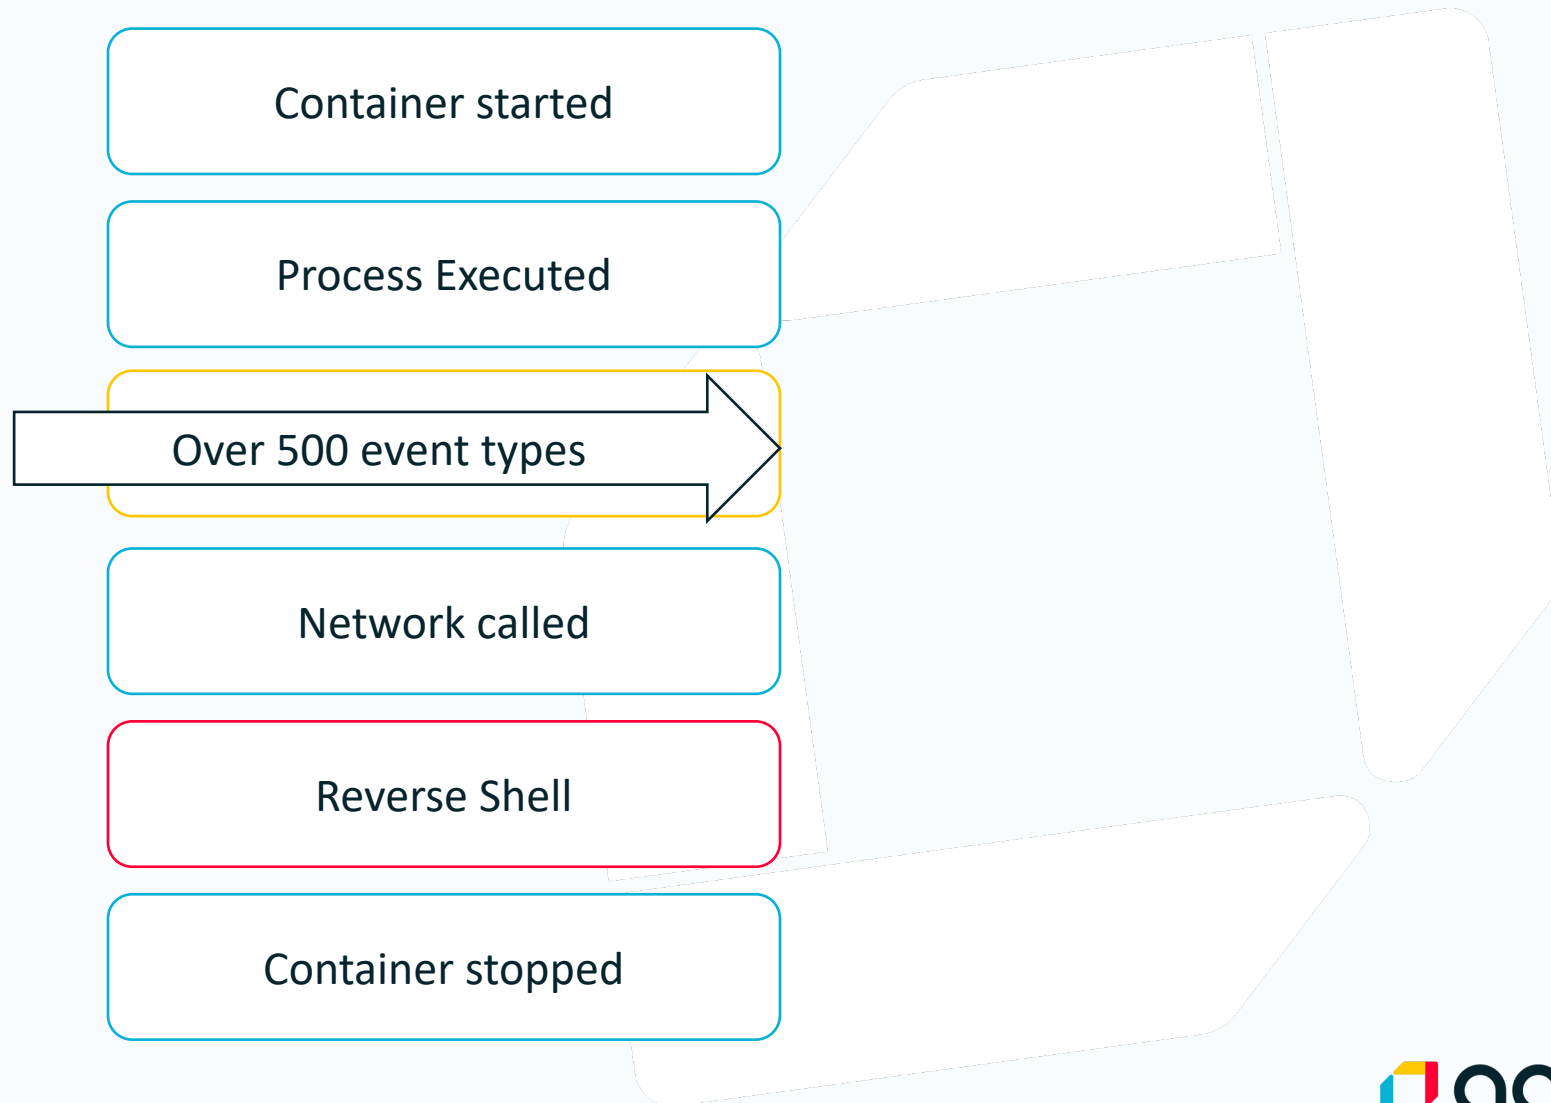 Container started
Process Executed
Over 500 event types
Network called
Reverse Shell
Container stopped